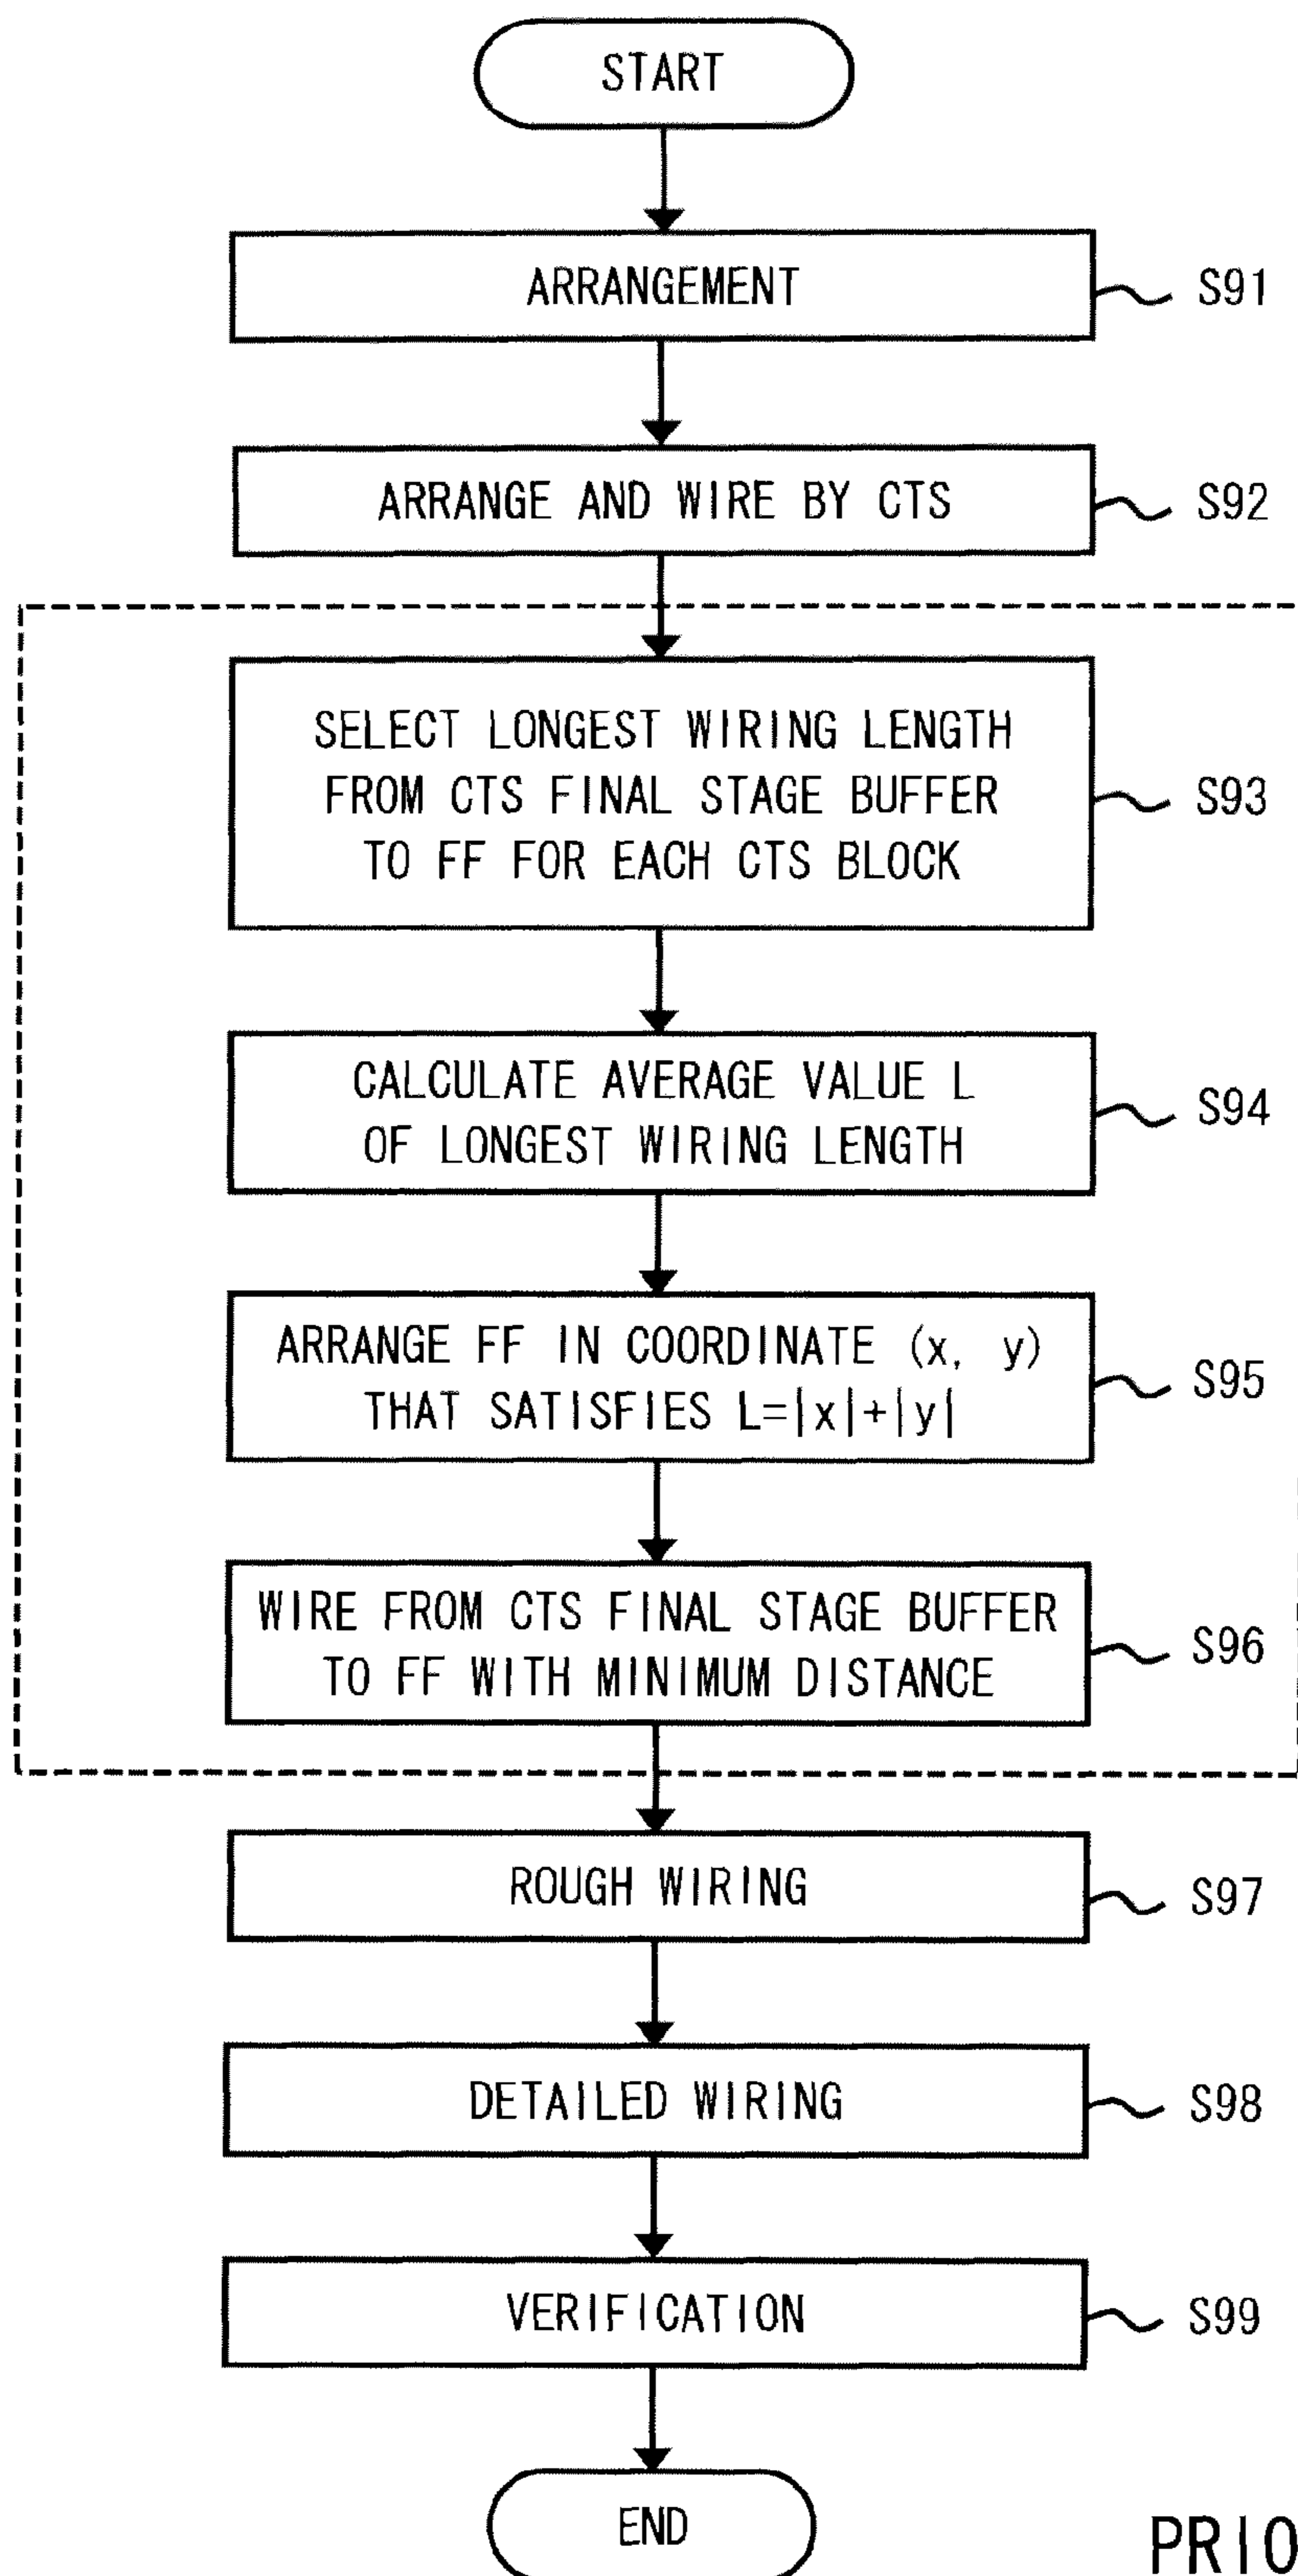 START
ARRANGEMENT
S91
ARRANGE AND WIRE BY CTS
S92
SELECT LONGEST WIRING LENGTH
FROM CTS FINAL STAGE BUFFER
TO FF FOR EACH CTS BLOCK
S93
CALCULATE AVERAGE VALUE L
OF LONGEST WIRING LENGTH
S94
ARRANGE FF IN COORDINATE (x, y)
THAT SATISFIES L=|x|+|y|
S95
WIRE FROM CTS FINAL STAGE BUFFER
TO FF WITH MINIMUM DISTANCE
S96
ROUGH WIRING
S97
DETAILED WIRING
S98
VERIFICATION
S99
END